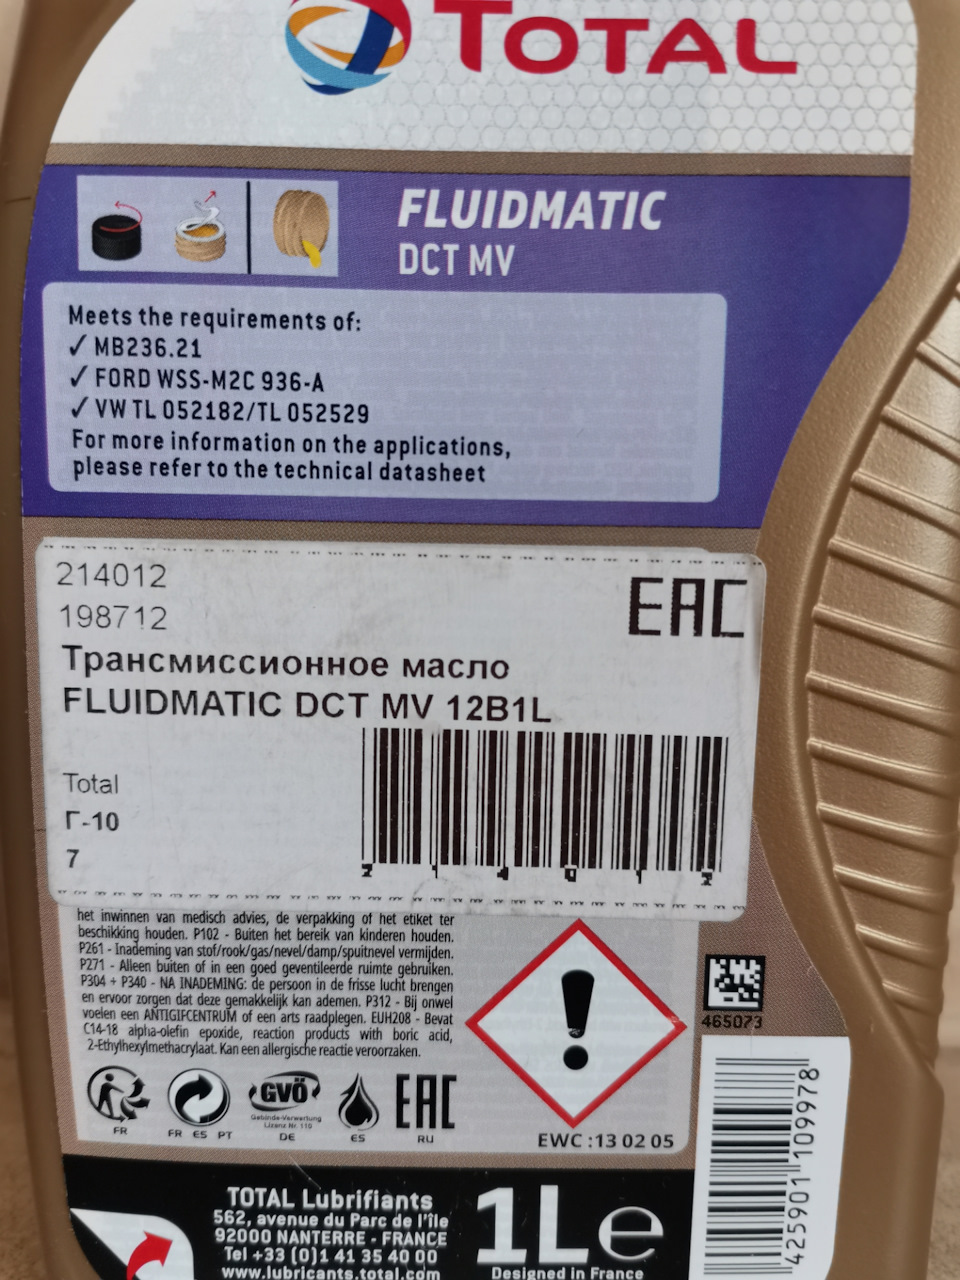 TOTAL
FLUIDMATIC
DCT MV
Meets the requirements of:
✓ MB236.21
✓ FORD WSS-M2C 936-A
✓ VW TL 052182/TL 052529
For more information on the applications,
please refer to the technical datasheet
214012
198712
EAC
Трансмиссионное масло
FLUIDMATIC DCT MV 12B1L
Total
Г-10
7
214012
het inwinnen van medisch advies, de verpakking of het etiket ter
beschikking houden. P102 - Buiten het bereik van kinderen houden.
P261 - Inademing van stof/rook/gas/nevel/damp/spuitnevel vermijden.
P271 - Alleen buiten of in een goed geventileerde ruimte gebruiken.
P304 + P340 - NA INADEMING: de persoon in de frisse lucht brengen
en ervoor zorgen dat deze gemakkelijk kan ademen. P312 - Bij onwel
voelen een ANTIGIFCENTRUM of een arts raadplegen. EUH208 - Bevat
C14-18 alpha-olefin epoxide, reaction products with boric acid,
2-Ethylhexylmethacrylaat. Kan een allergische reactie veroorzaken.
465073
FR
FR ES PT
GVÖ
Gebinde-Verwertung
Lizenz Nr. 110
DE
ES
EAC
RU
EWC :13 02 05
TOTAL Lubrifiants
562, avenue du Parc de l'île
92000 NANTERRE - FRANCE
Tel +33 (0)1 41 35 40 00
www.lubricants.total.com
1L e
Designed in France
425901 109978